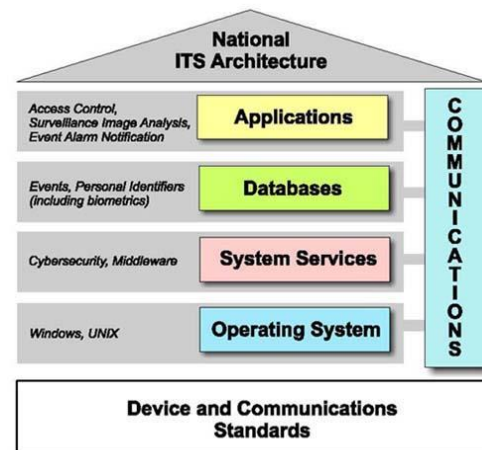 National
ITS Architecture
Access Control,
Surveillance Image Analysis,
Event Alarm Notification
Applications
Events, Personal Identifiers
(including biometrics)
Databases
Cybersecurity, Middleware
System Services
Windows, UNIX
Operating System
COMMUNICATIONS
Device and Communications
Standards